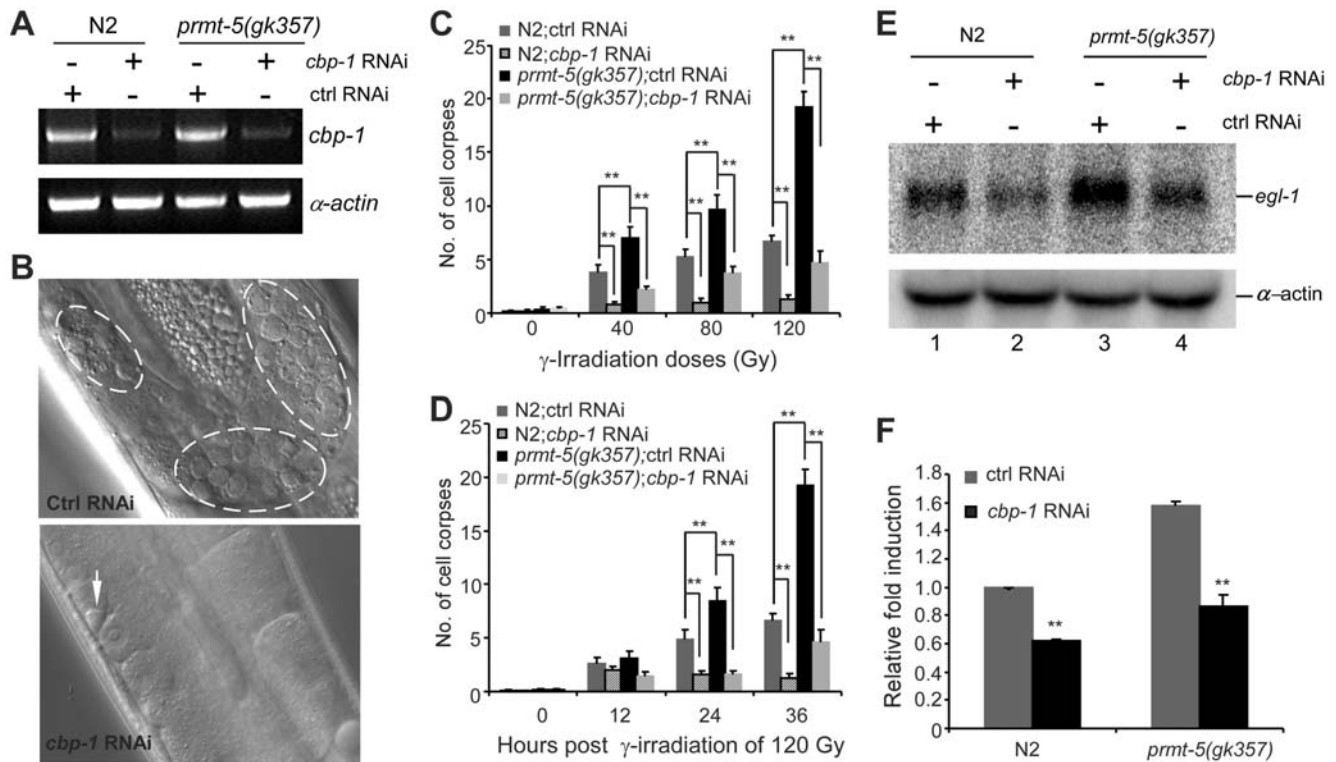 A
N2
prmt-5(gk357)
- + - + cbp-1 RNAi
+ - + - ctrl RNAi
cbp-1
α-actin
B
Ctrl RNAi
cbp-1 RNAi
C
N2;ctrl RNAi
N2;cbp-1 RNAi
prmt-5(gk357);ctrl RNAi
prmt-5(gk357);cbp-1 RNAi
No. of cell corpses
25
20
15
10
5
0
** ** **
** ** **
** ** **
0 40 80 120
γ-Irradiation doses (Gy)
D
N2;ctrl RNAi
N2;cbp-1 RNAi
prmt-5(gk357);ctrl RNAi
prmt-5(gk357);cbp-1 RNAi
No. of cell corpses
25
20
15
10
5
0
** ** **
** ** **
0 12 24 36
Hours post γ-irradiation of 120 Gy
E
N2
prmt-5(gk357)
- + - + cbp-1 RNAi
+ - + - ctrl RNAi
egl-1
α–actin
1 2 3 4
F
ctrl RNAi
cbp-1 RNAi
Relative fold induction
1.8
1.6
1.4
1.2
1.0
0.8
0.6
0.4
0.2
0
** **
N2 prmt-5(gk357)